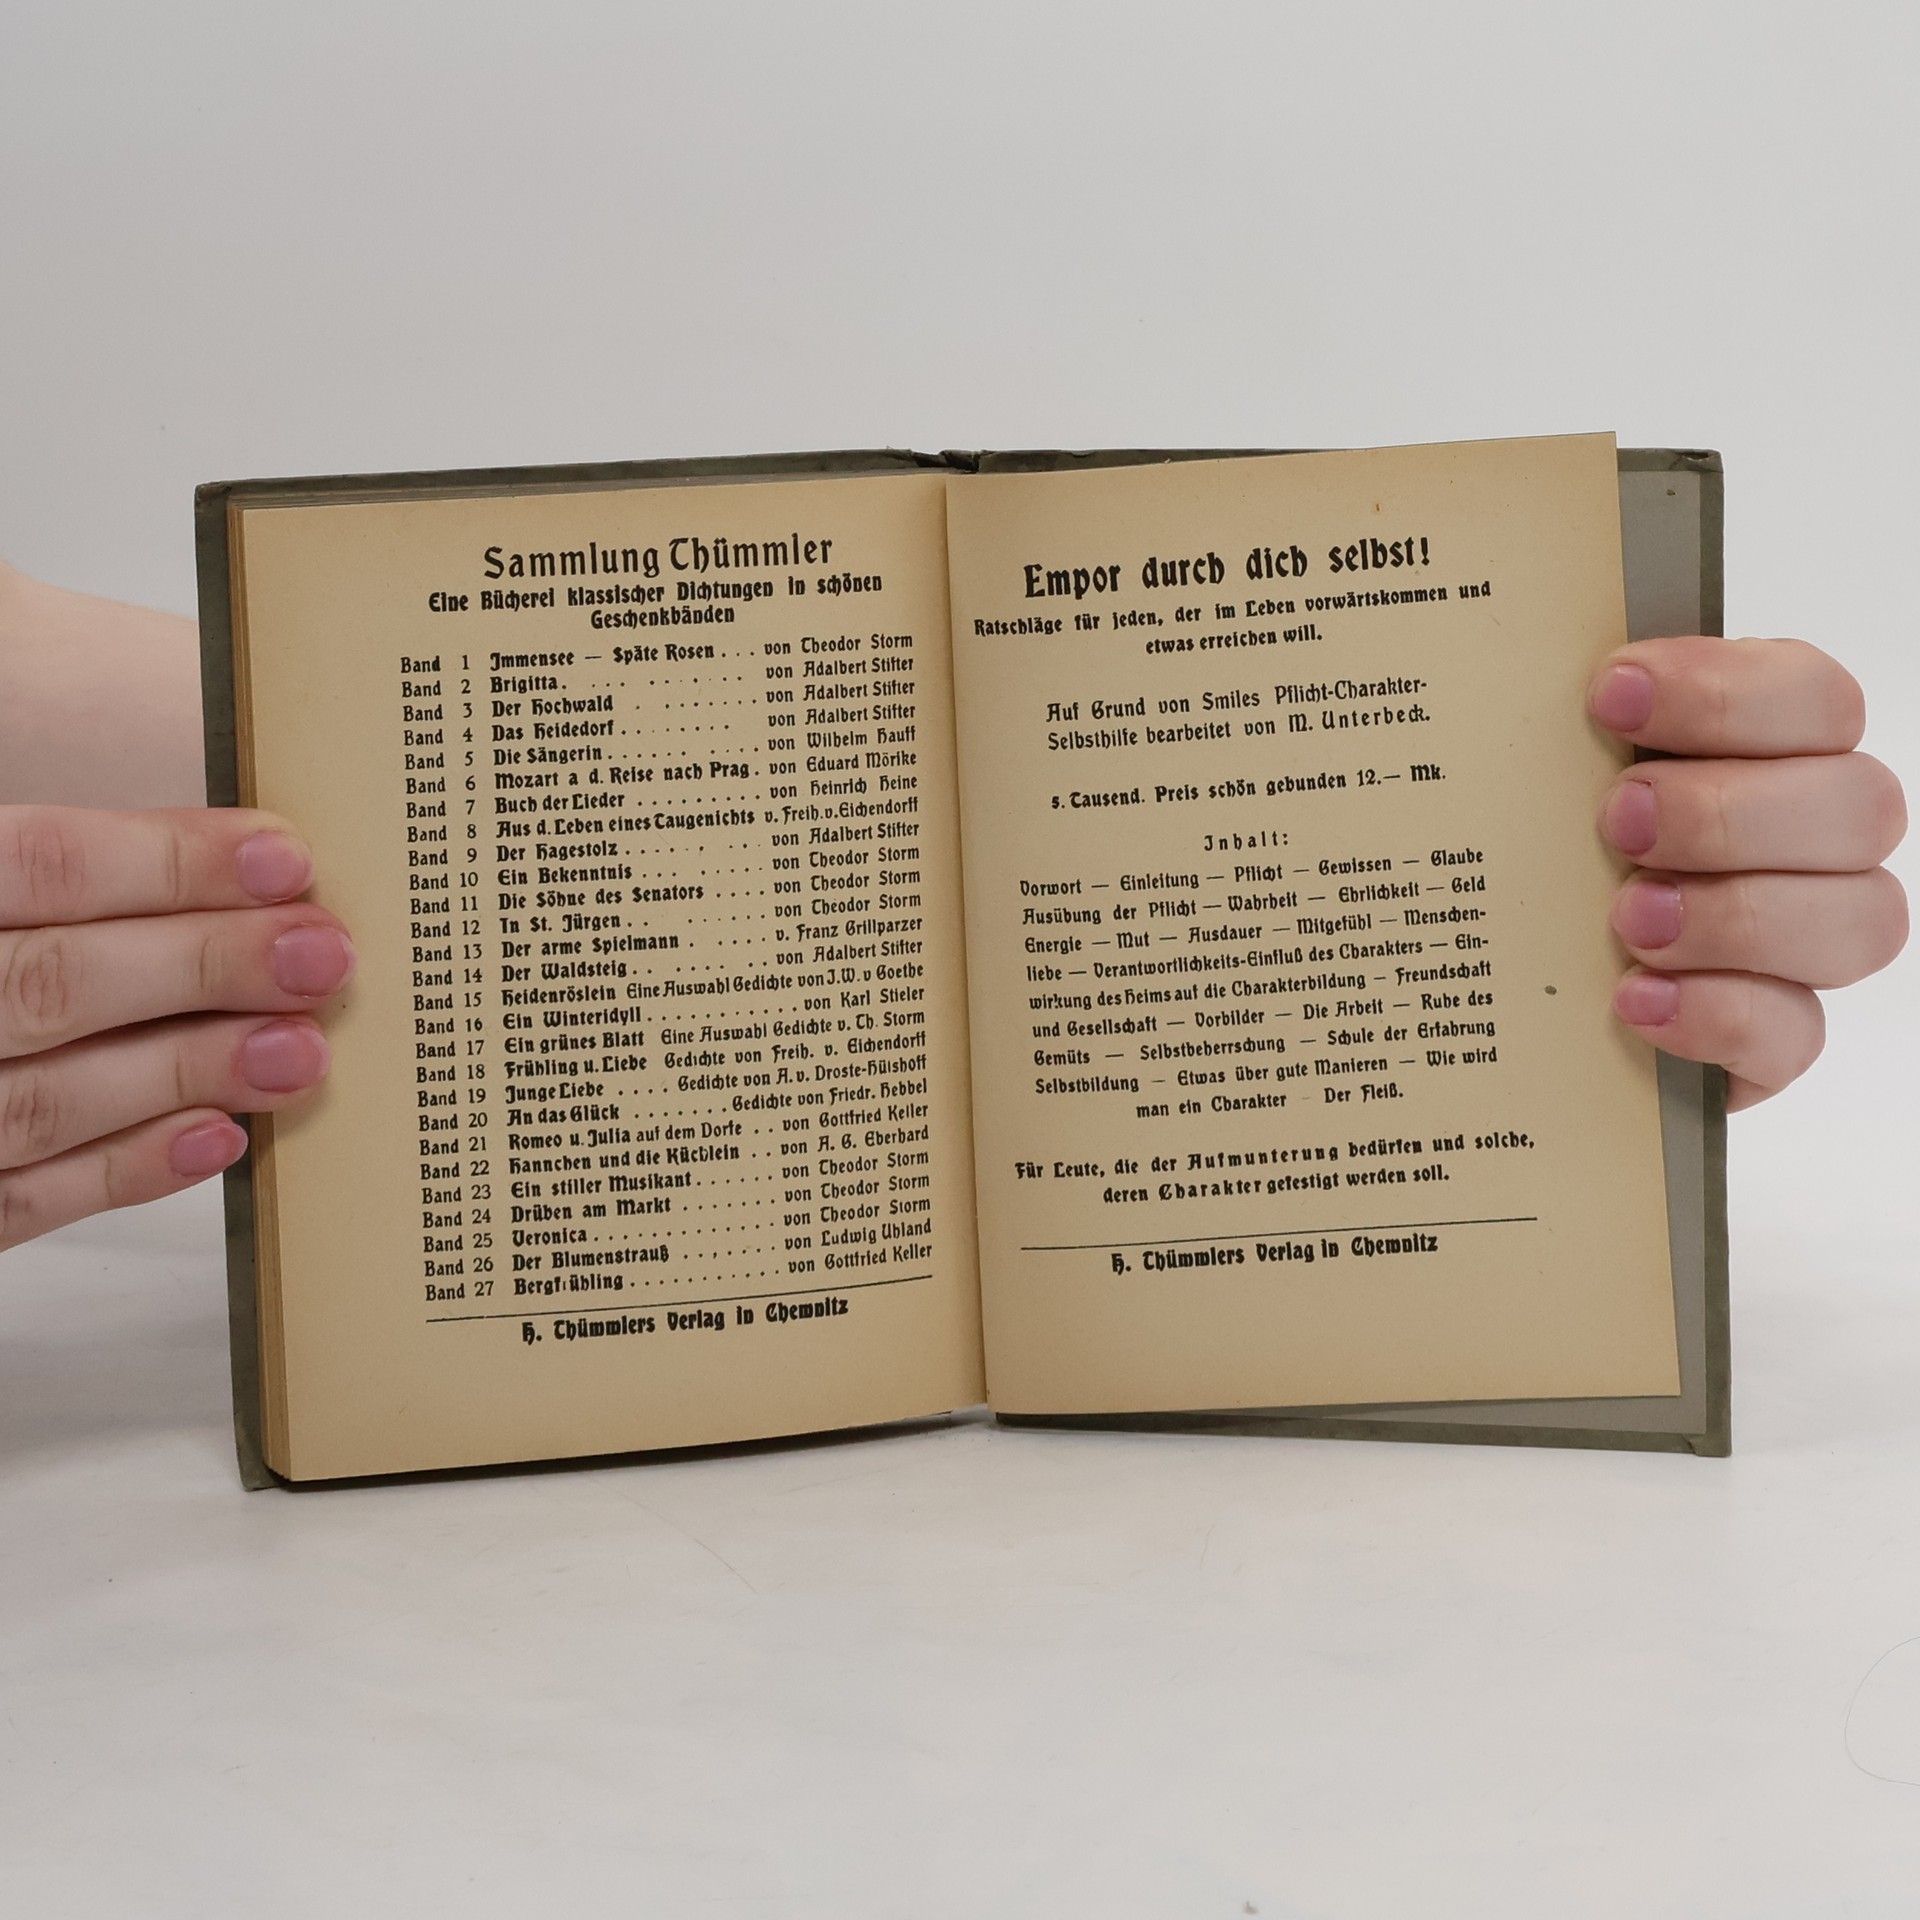 Sammlung Thümmler
Eine Bücherei klassischer Dichtungen in schönen
Geschenkbänden
Band 1 Immensee — Späte Rosen . . . von Theodor Storm
Band 2 Brigitta . . . . . . . . . . von Adalbert Stifter
Band 3 Der Hochwald . . . . . . . . von Adalbert Stifter
Band 4 Das Heidedorf . . . . . . . . von Adalbert Stifter
Band 5 Die Sängerin . . . . . . . . . . von Wilhelm Hauff
Band 6 Mozart a d. Reise nach Prag . von Eduard Mörike
Band 7 Buch der Lieder . . . . . . . . . von Heinrich Heine
Band 8 Aus d. Leben eines Taugenichts v. Freih. v. Eichendorff
Band 9 Der Hagestolz . . . . . . . . . von Adalbert Stifter
Band 10 Ein Bekenntnis . . . . . . . . von Theodor Storm
Band 11 Die Söhne des Senators . . . . von Theodor Storm
Band 12 In St. Jürgen . . . . . . . . von Theodor Storm
Band 13 Der arme Spielmann . . . . . v. Franz Grillparzer
Band 14 Der Waldsteig . . . . . . . . von Adalbert Stifter
Band 15 Heidenröslein Eine Auswahl Gedichte von J. W. v Goethe
Band 16 Ein Winteridyll . . . . . . . . . . . von Karl Stieler
Band 17 Ein grünes Blatt Eine Auswahl Gedichte v. Th. Storm
Band 18 Frühling u. Liebe Gedichte von Freih. v. Eichendorff
Band 19 Junge Liebe . . . . Gedichte von A. v. Droste-Hülshoff
Band 20 An das Glück . . . . . . . Gedichte von Friedr. Hebbel
Band 21 Romeo u. Julia auf dem Dorfe . . von Gottfried Keller
Band 22 Hannchen und die Küchlein . . von A. G. Eberhard
Band 23 Ein stiller Musikant . . . . . . von Theodor Storm
Band 24 Drüben am Markt . . . . . . . von Theodor Storm
Band 25 Veronica . . . . . . . . . . . . von Theodor Storm
Band 26 Der Blumenstrauß . . . . . . . von Ludwig Uhland
Band 27 Bergfrühling . . . . . . . . . . . von Gottfried Keller
H. Thümmlers Verlag in Chemnitz
Empor durch dich selbst!
Ratschläge für jeden, der im Leben vorwärtskommen und
etwas erreichen will.
Auf Grund von Smiles Pflicht-Charakter-
Selbsthilfe bearbeitet von M. Unterbeck.
5. Tausend. Preis schön gebunden 12.— Mk.
Inhalt:
Vorwort — Einleitung — Pflicht — Gewissen — Glaube
Ausübung der Pflicht — Wahrheit — Ehrlichkeit — Geld
Energie — Mut — Ausdauer — Mitgefühl — Menschen-
liebe — Verantwortlichkeits-Einfluß des Charakters — Ein-
wirkung des Heims auf die Charakterbildung — Freundschaft
und Gesellschaft — Vorbilder — Die Arbeit — Ruhe des
Gemüts — Selbstbeherrschung — Schule der Erfahrung
Selbstbildung — Etwas über gute Manieren — Wie wird
man ein Charakter — Der Fleiß.
Für Leute, die der Aufmunterung bedürfen und solche,
deren Charakter gefestigt werden soll.
H. Thümmlers Verlag in Chemnitz